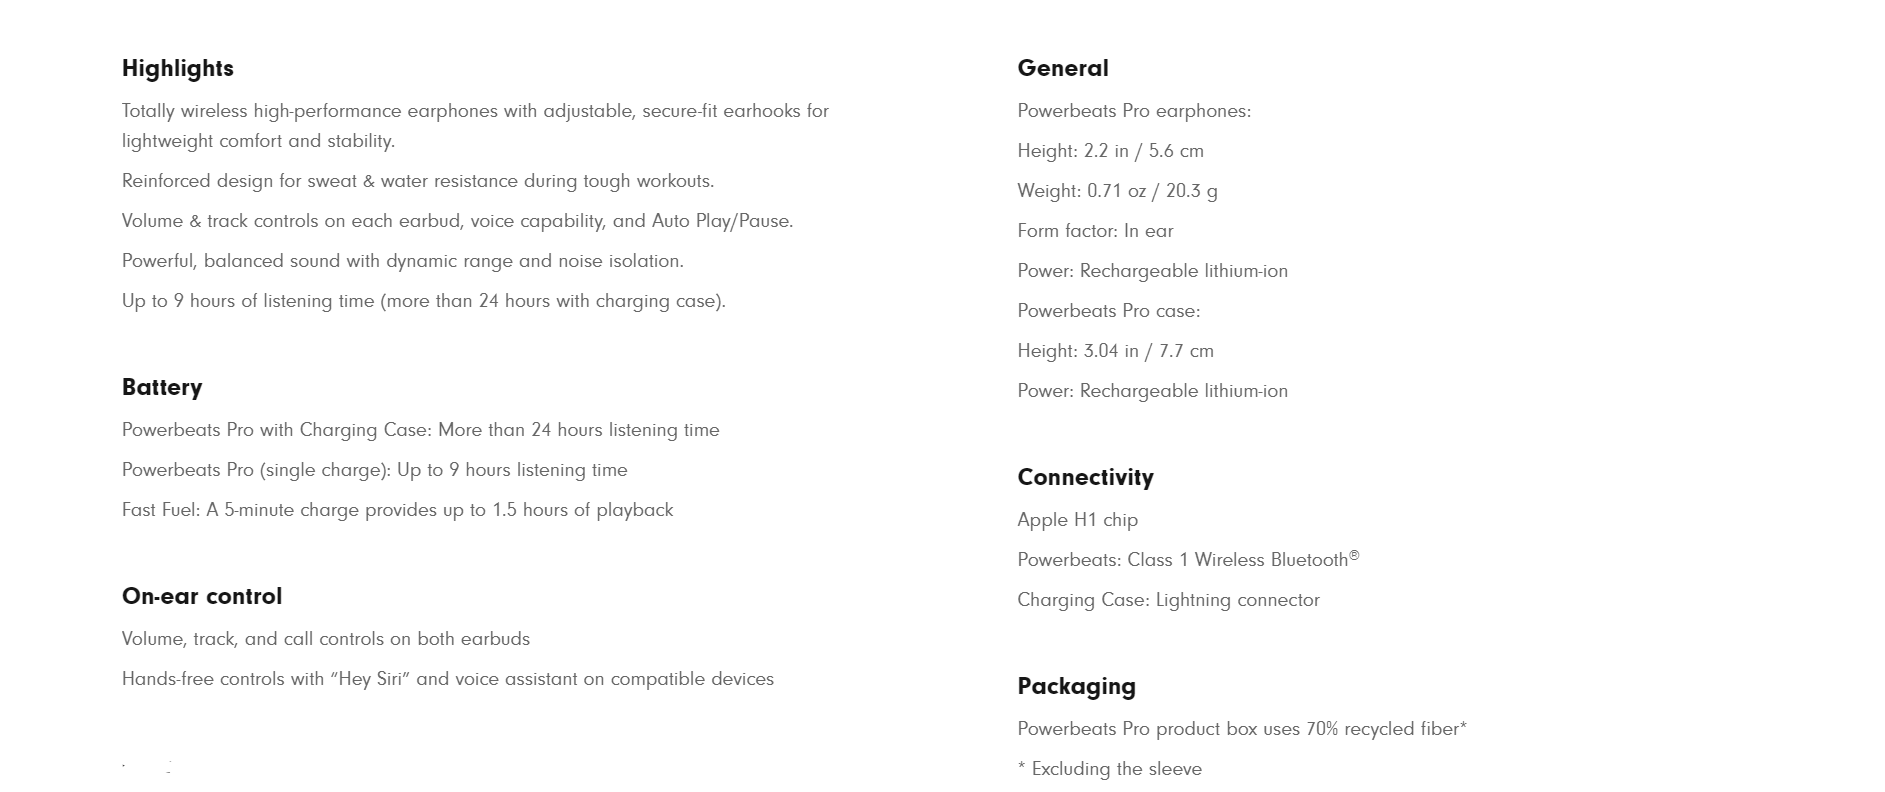 Highlights
Totally wireless high-performance earphones with adjustable, secure-fit earhooks for
lightweight comfort and stability.
Reinforced design for sweat & water resistance during tough workouts.
Volume & track controls on each earbud, voice capability, and Auto Play/Pause.
Powerful, balanced sound with dynamic range and noise isolation.
Up to 9 hours of listening time (more than 24 hours with charging case).
Battery
Powerbeats Pro with Charging Case: More than 24 hours listening time
Powerbeats Pro (single charge): Up to 9 hours listening time
Fast Fuel: A 5-minute charge provides up to 1.5 hours of playback
On-ear control
Volume, track, and call controls on both earbuds
Hands-free controls with “Hey Siri” and voice assistant on compatible devices
General
Powerbeats Pro earphones:
Height: 2.2 in / 5.6 cm
Weight: 0.71 oz / 20.3 g
Form factor: In ear
Power: Rechargeable lithium-ion
Powerbeats Pro case:
Height: 3.04 in / 7.7 cm
Power: Rechargeable lithium-ion
Connectivity
Apple H1 chip
Powerbeats: Class 1 Wireless Bluetooth®
Charging Case: Lightning connector
Packaging
Powerbeats Pro product box uses 70% recycled fiber*
* Excluding the sleeve